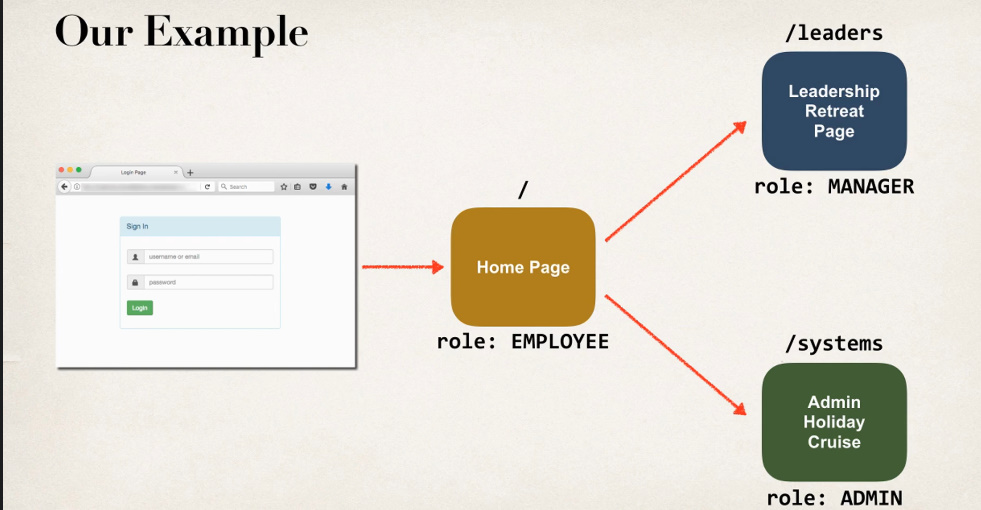 Our Example
Login Page
Search
Sign In
username or email
password
Login
/
Home Page
role: EMPLOYEE
/leaders
Leadership
Retreat
Page
role: MANAGER
/systems
Admin
Holiday
Cruise
role: ADMIN